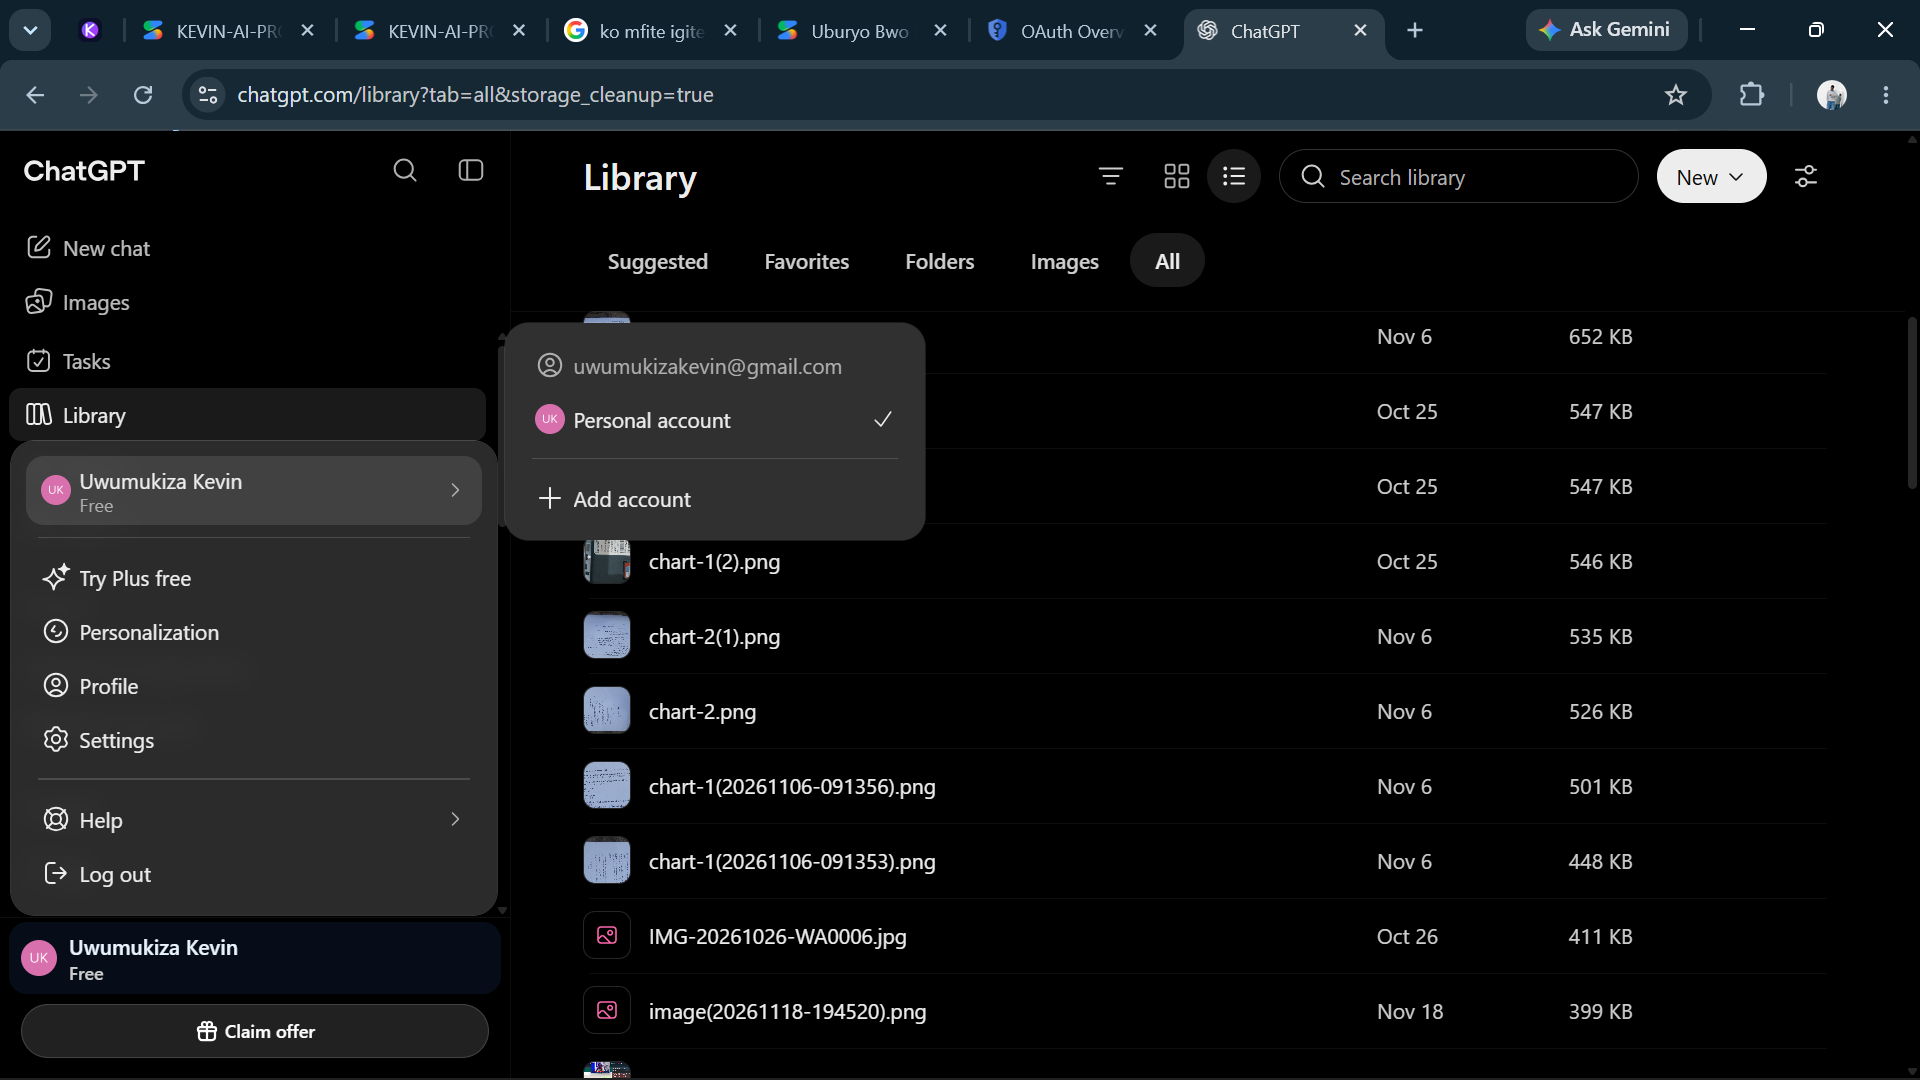 KEVIN-AI-PR
KEVIN-AI-PR
ko mfite igite
Uburyo Bwo
OAuth Overv
ChatGPT
Ask Gemini
chatgpt.com/library?tab=all&storage_cleanup=true
ChatGPT
New chat
Images
Tasks
Library
UK
Uwumukiza Kevin
Free
Try Plus free
Personalization
Profile
Settings
Help
Log out
UK
Uwumukiza Kevin
Free
Claim offer
uwumukizakevin@gmail.com
UK Personal account
Add account
Library
Search library
New
Suggested Favorites Folders Images All
Nov 6 652 KB
Oct 25 547 KB
Oct 25 547 KB
chart-1(2).png Oct 25 546 KB
chart-2(1).png Nov 6 535 KB
chart-2.png Nov 6 526 KB
chart-1(20261106-091356).png Nov 6 501 KB
chart-1(20261106-091353).png Nov 6 448 KB
IMG-20261026-WA0006.jpg Oct 26 411 KB
image(20261118-194520).png Nov 18 399 KB